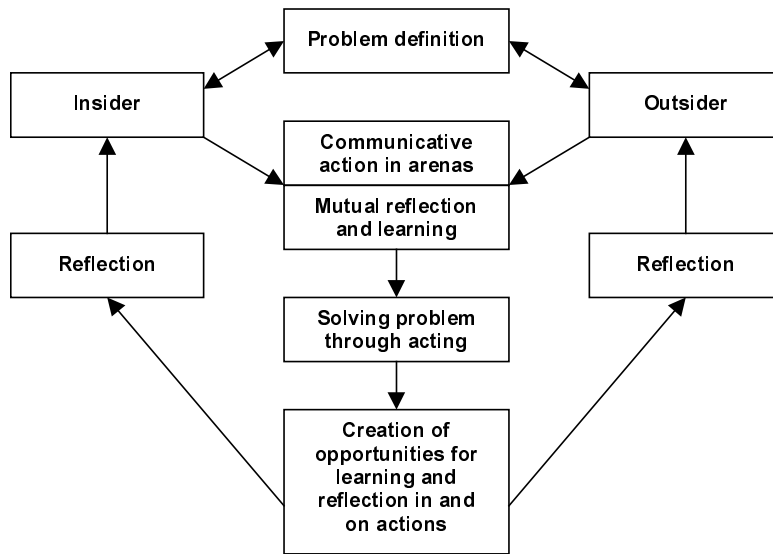 Problem definition
Insider
Outsider
Communicative
action in arenas
Mutual reflection
and learning
Reflection
Reflection
Solving problem
through acting
Creation of
opportunities for
learning and
reflection in and
on actions